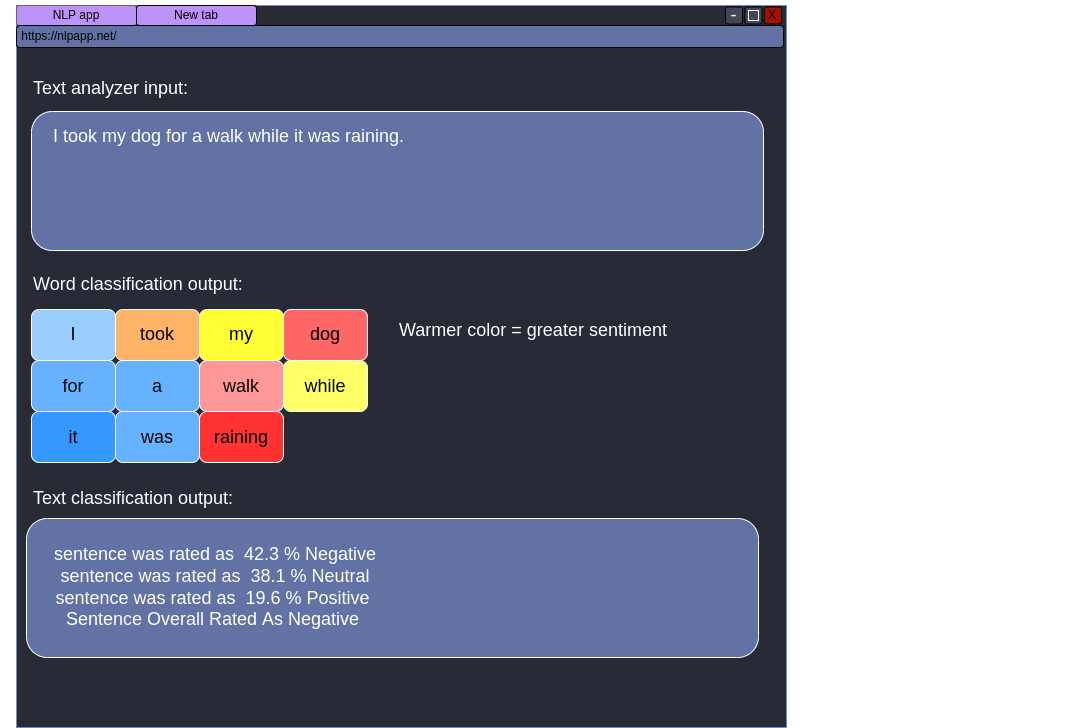 NLP app New tab - X
https://nlpapp.net/
Text analyzer input:
I took my dog for a walk while it was raining.
Word classification output:
I took my dog
Warmer color = greater sentiment
for a walk while
it was raining
Text classification output:
sentence was rated as 42.3 % Negative
sentence was rated as 38.1 % Neutral
sentence was rated as 19.6 % Positive
Sentence Overall Rated As Negative